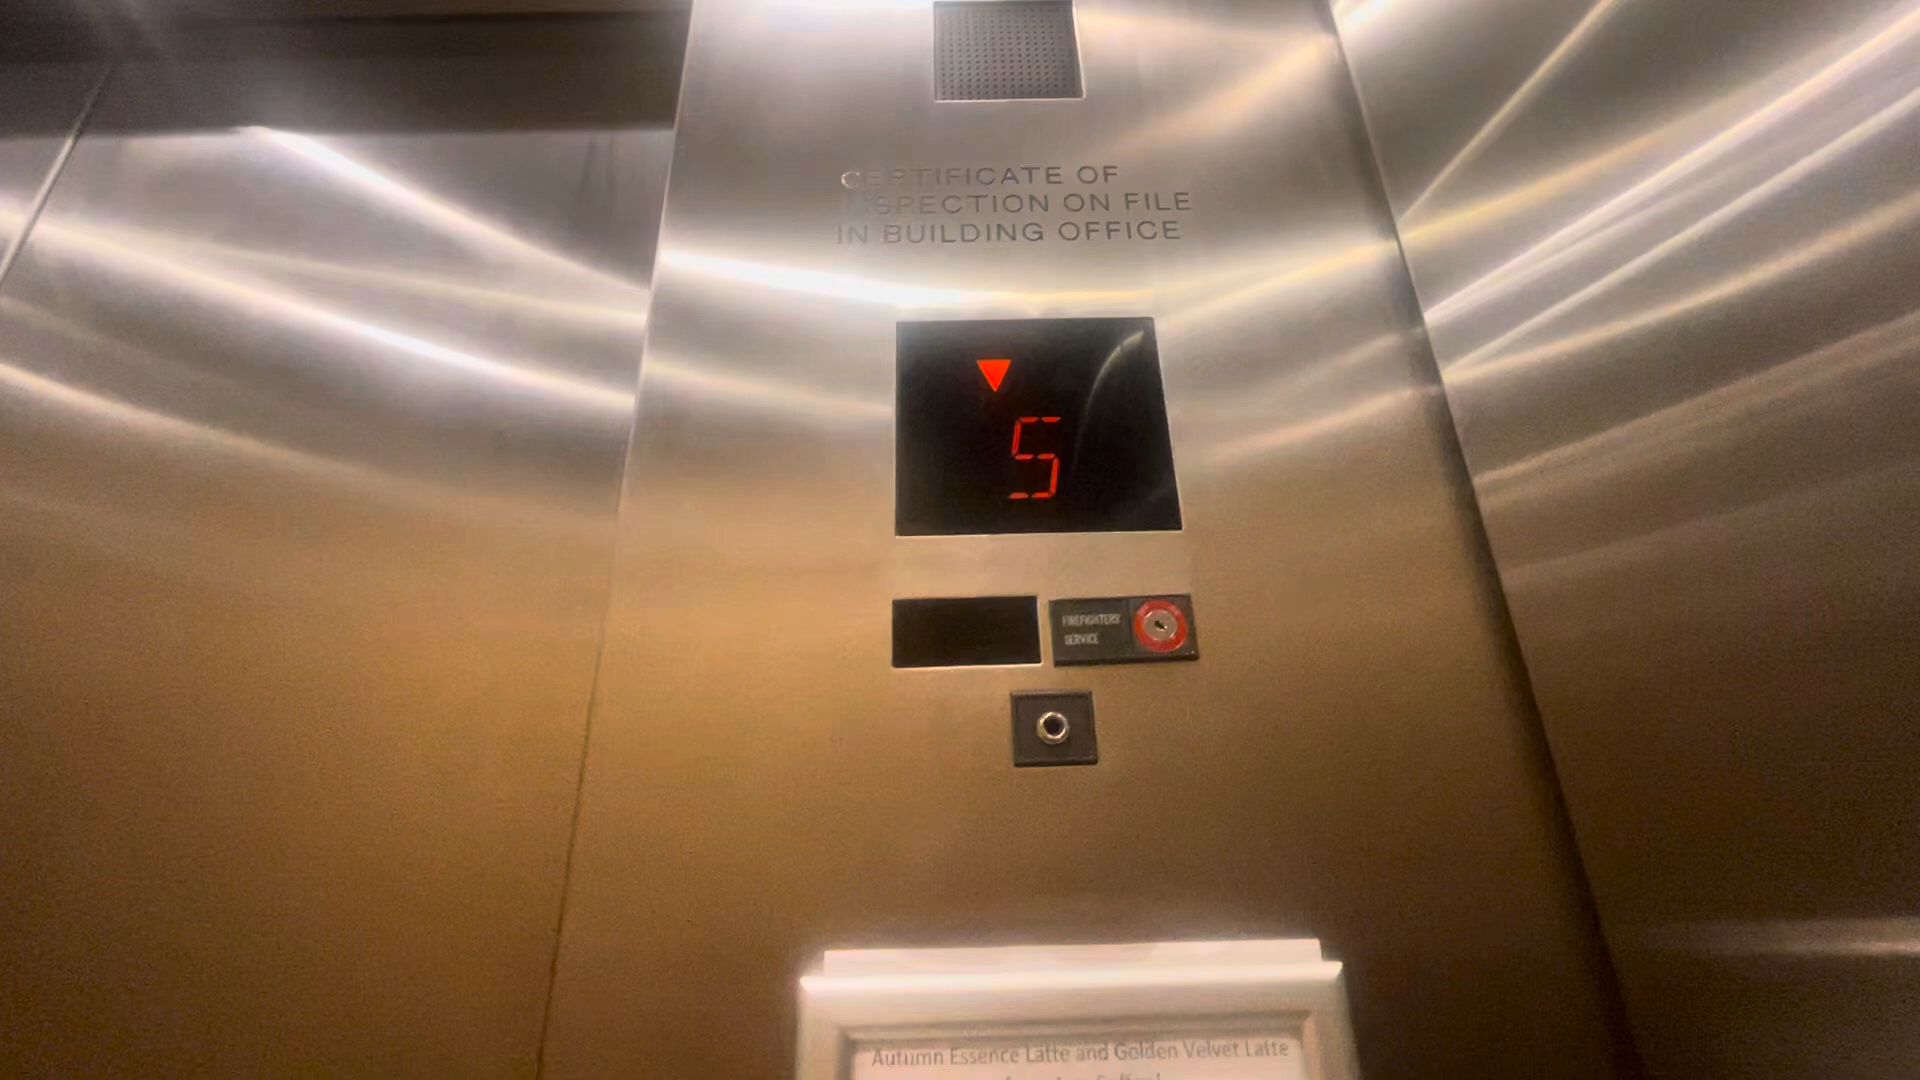 CERTIFICATE OF
INSPECTION ON FILE
IN BUILDING OFFICE
5
FIREFIGHTERS'
SERVICE
Autumn Essence Latte and Golden Velvet Latte